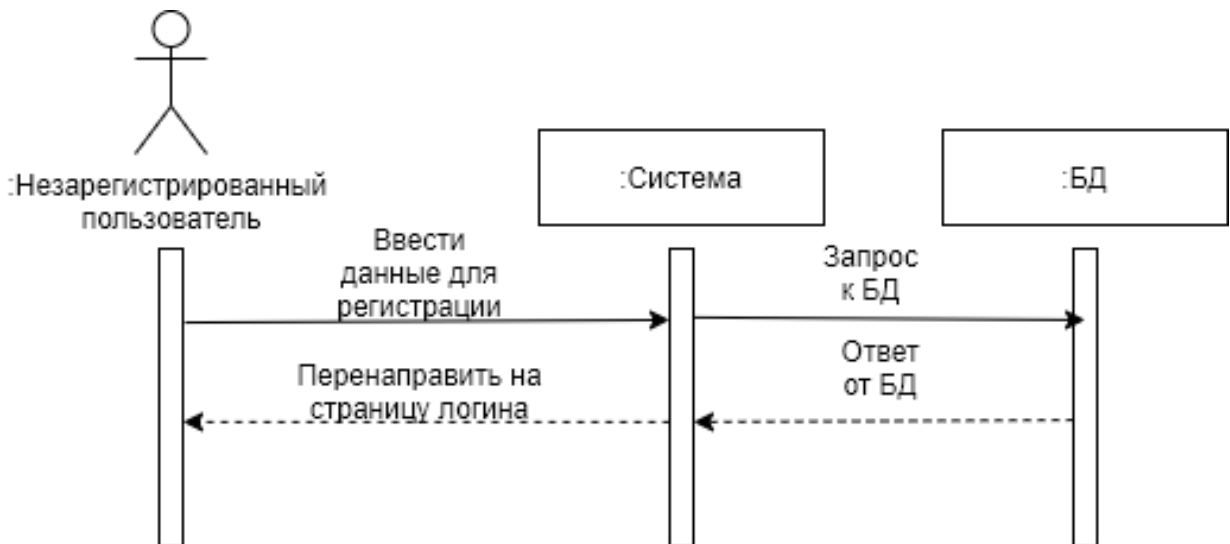 :Незарегистрированный
пользователь
:Система
:БД
Ввести
данные для
регистрации
Запрос
к БД
Перенаправить на
страницу логина
Ответ
от БД